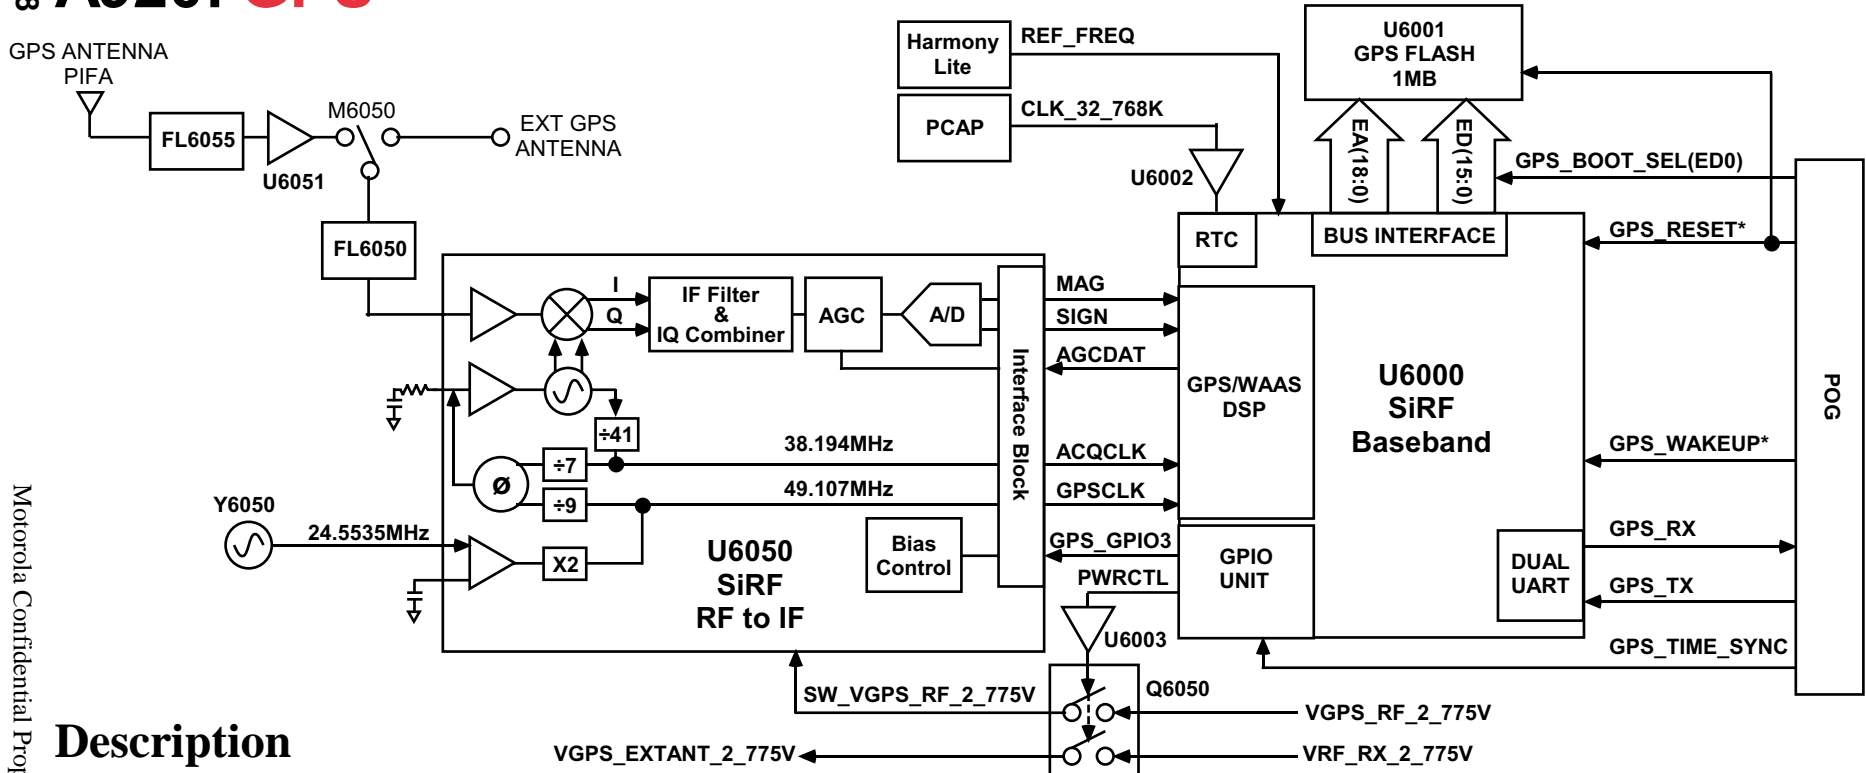 GPS ANTENNA
PIFA
FL6055
U6051
M6050
EXT GPS
ANTENNA
FL6050
Harmony
Lite
REF_FREQ
PCAP
CLK_32_768K
U6002
U6001
GPS FLASH
1MB
EA(18:0)
ED(15:0)
GPS_BOOT_SEL(ED0)
RTC
BUS INTERFACE
GPS_RESET*
I
Q
IF Filter
&
IQ Combiner
AGC
A/D
Interface Block
MAG
SIGN
AGCDAT
GPS/WAAS
DSP
U6000
SiRF
Baseband
POG
÷41
38.194MHz
ACQCLK
÷7
Ø
÷9
49.107MHz
GPSCLK
GPS_WAKEUP*
Y6050
24.5535MHz
X2
U6050
SiRF
RF to IF
Bias
Control
GPS_GPIO3
PWRCTL
GPIO
UNIT
DUAL
UART
GPS_RX
GPS_TX
GPS_TIME_SYNC
U6003
Q6050
SW_VGPS_RF_2_775V
VGPS_RF_2_775V
VGPS_EXTANT_2_775V
VRF_RX_2_775V
Motorola Confidential
Description